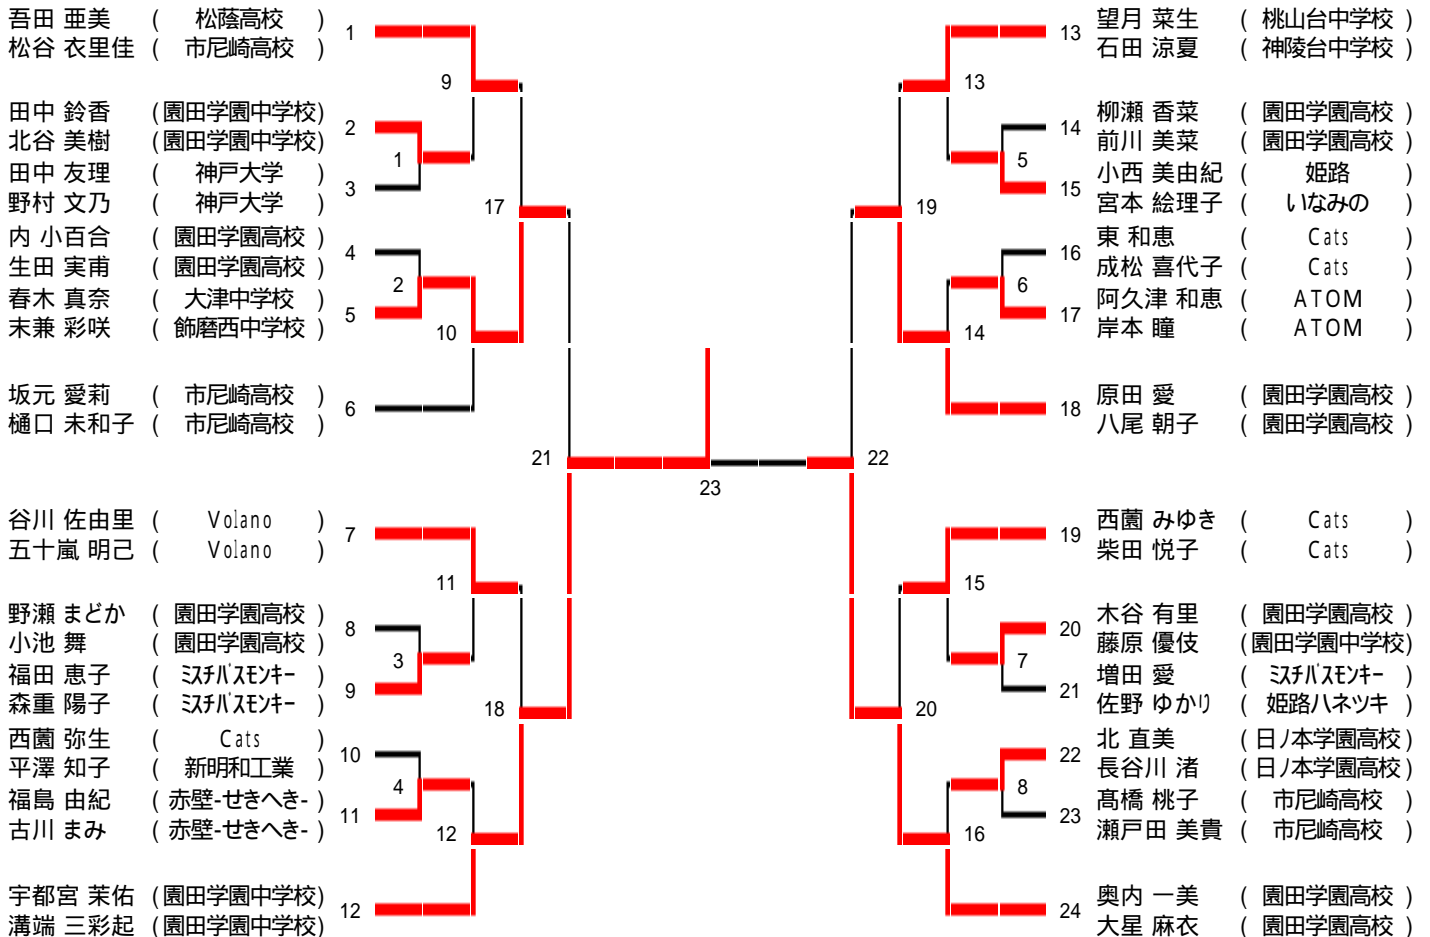 吾田 亜美 ( 松蔭高校 )
松谷 衣里佳 ( 市尼崎高校 )
1
田中 鈴香 (園田学園中学校)
北谷 美樹 (園田学園中学校)
2
田中 友理 ( 神戸大学 )
野村 文乃 ( 神戸大学 )
3
内 小百合 ( 園田学園高校 )
生田 実甫 ( 園田学園高校 )
4
春木 真奈 ( 大津中学校 )
末兼 彩咲 ( 飾磨西中学校 )
5
坂元 愛莉 ( 市尼崎高校 )
樋口 未和子 ( 市尼崎高校 )
6
谷川 佐由里 ( Volano )
五十嵐 明己 ( Volano )
7
野瀬 まどか ( 園田学園高校 )
小池 舞 ( 園田学園高校 )
8
福田 恵子 ( ミスチバスモンキー )
森重 陽子 ( ミスチバスモンキー )
9
西薗 弥生 ( Cats )
平澤 知子 ( 新明和工業 )
10
福島 由紀 ( 赤壁-せきへき- )
古川 まみ ( 赤壁-せきへき- )
11
宇都宮 茉佑 (園田学園中学校)
溝端 三彩起 (園田学園中学校)
12
9
1
17
2
10
21
11
3
18
4
12
23
13
5
19
6
14
22
15
7
20
8
16
13
望月 菜生 ( 桃山台中学校 )
石田 涼夏 ( 神陵台中学校 )
14
柳瀬 香菜 ( 園田学園高校 )
前川 美菜 ( 園田学園高校 )
15
小西 美由紀 ( 姫路 )
宮本 絵理子 ( いなみの )
16
東 和恵 ( Cats )
成松 喜代子 ( Cats )
17
阿久津 和恵 ( ATOM )
岸本 瞳 ( ATOM )
18
原田 愛 ( 園田学園高校 )
八尾 朝子 ( 園田学園高校 )
19
西薗 みゆき ( Cats )
柴田 悦子 ( Cats )
20
木谷 有里 ( 園田学園高校 )
藤原 優伎 (園田学園中学校)
21
増田 愛 ( ミスチバスモンキー )
佐野 ゆかり ( 姫路ハネツキ )
22
北 直美 (日ノ本学園高校)
長谷川 渚 (日ノ本学園高校)
23
髙橋 桃子 ( 市尼崎高校 )
瀬戸田 美貴 ( 市尼崎高校 )
24
奥内 一美 ( 園田学園高校 )
大星 麻衣 ( 園田学園高校 )